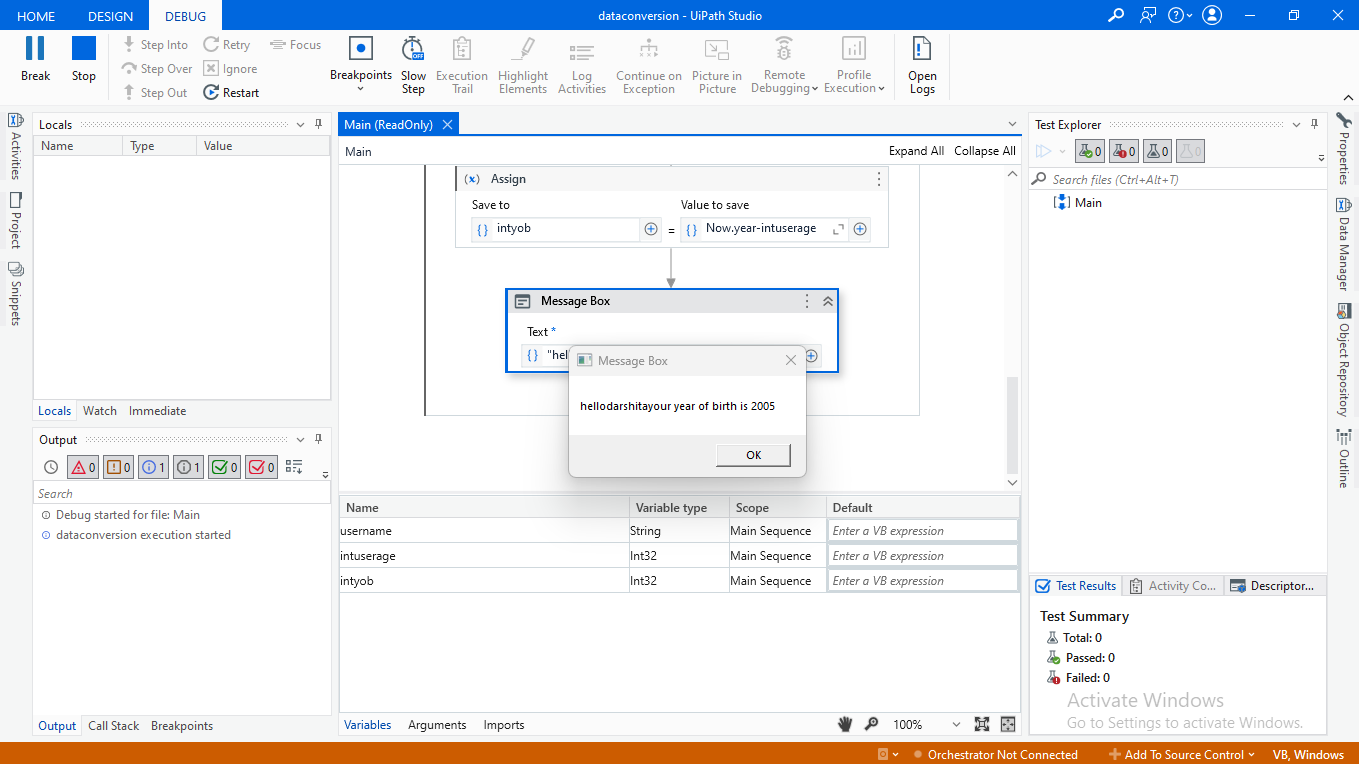 HOME DESIGN DEBUG dataconversion - UiPath Studio
Break Stop Step Into Step Over Step Out Retry Ignore Restart Focus
Breakpoints Slow Step Execution Trail Highlight Elements Log Activities Continue on Exception Picture in Picture Remote Debugging Profile Execution Open Logs
OFF
Activities
Project
Snippets
Locals
Name Type Value
Locals Watch Immediate
Output
0 0 1 1 0 0
Search
Debug started for file: Main
dataconversion execution started
Output Call Stack Breakpoints
Main (ReadOnly)
Main Expand All Collapse All
(x) Assign
Save to Value to save
{} intyob = {} Now.year-intuserage
Message Box
Text *
{} "hel
Message Box
hellodarshitayour year of birth is 2005
OK
Name Variable type Scope Default
username String Main Sequence Enter a VB expression
intuserage Int32 Main Sequence Enter a VB expression
intyob Int32 Main Sequence Enter a VB expression
Variables Arguments Imports 100%
Test Explorer
0 0 0 0
Search files (Ctrl+Alt+T)
Main
Test Results Activity Co... Descriptor...
Test Summary
Total: 0
Passed: 0
Failed: 0
Activate Windows
Go to Settings to activate Windows.
Properties
Data Manager
Object Repository
Outline
Orchestrator Not Connected Add To Source Control VB, Windows